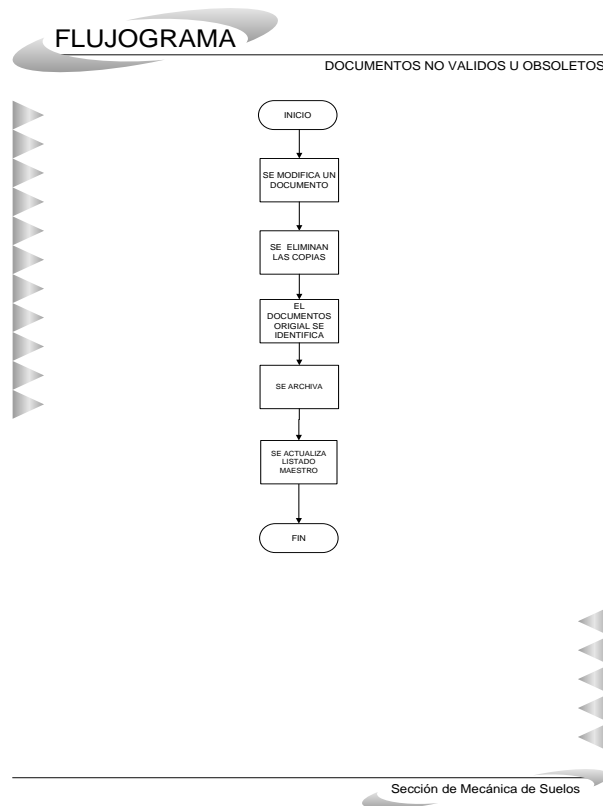 FLUJOGRAMA
DOCUMENTOS NO VALIDOS U OBSOLETOS
INICIO
SE MODIFICA UN
DOCUMENTO
SE ELIMINAN
LAS COPIAS
EL
DOCUMENTOS
ORIGIAL SE
IDENTIFICA
SE ARCHIVA
SE ACTUALIZA
LISTADO
MAESTRO
FIN
Sección de Mecánica de Suelos